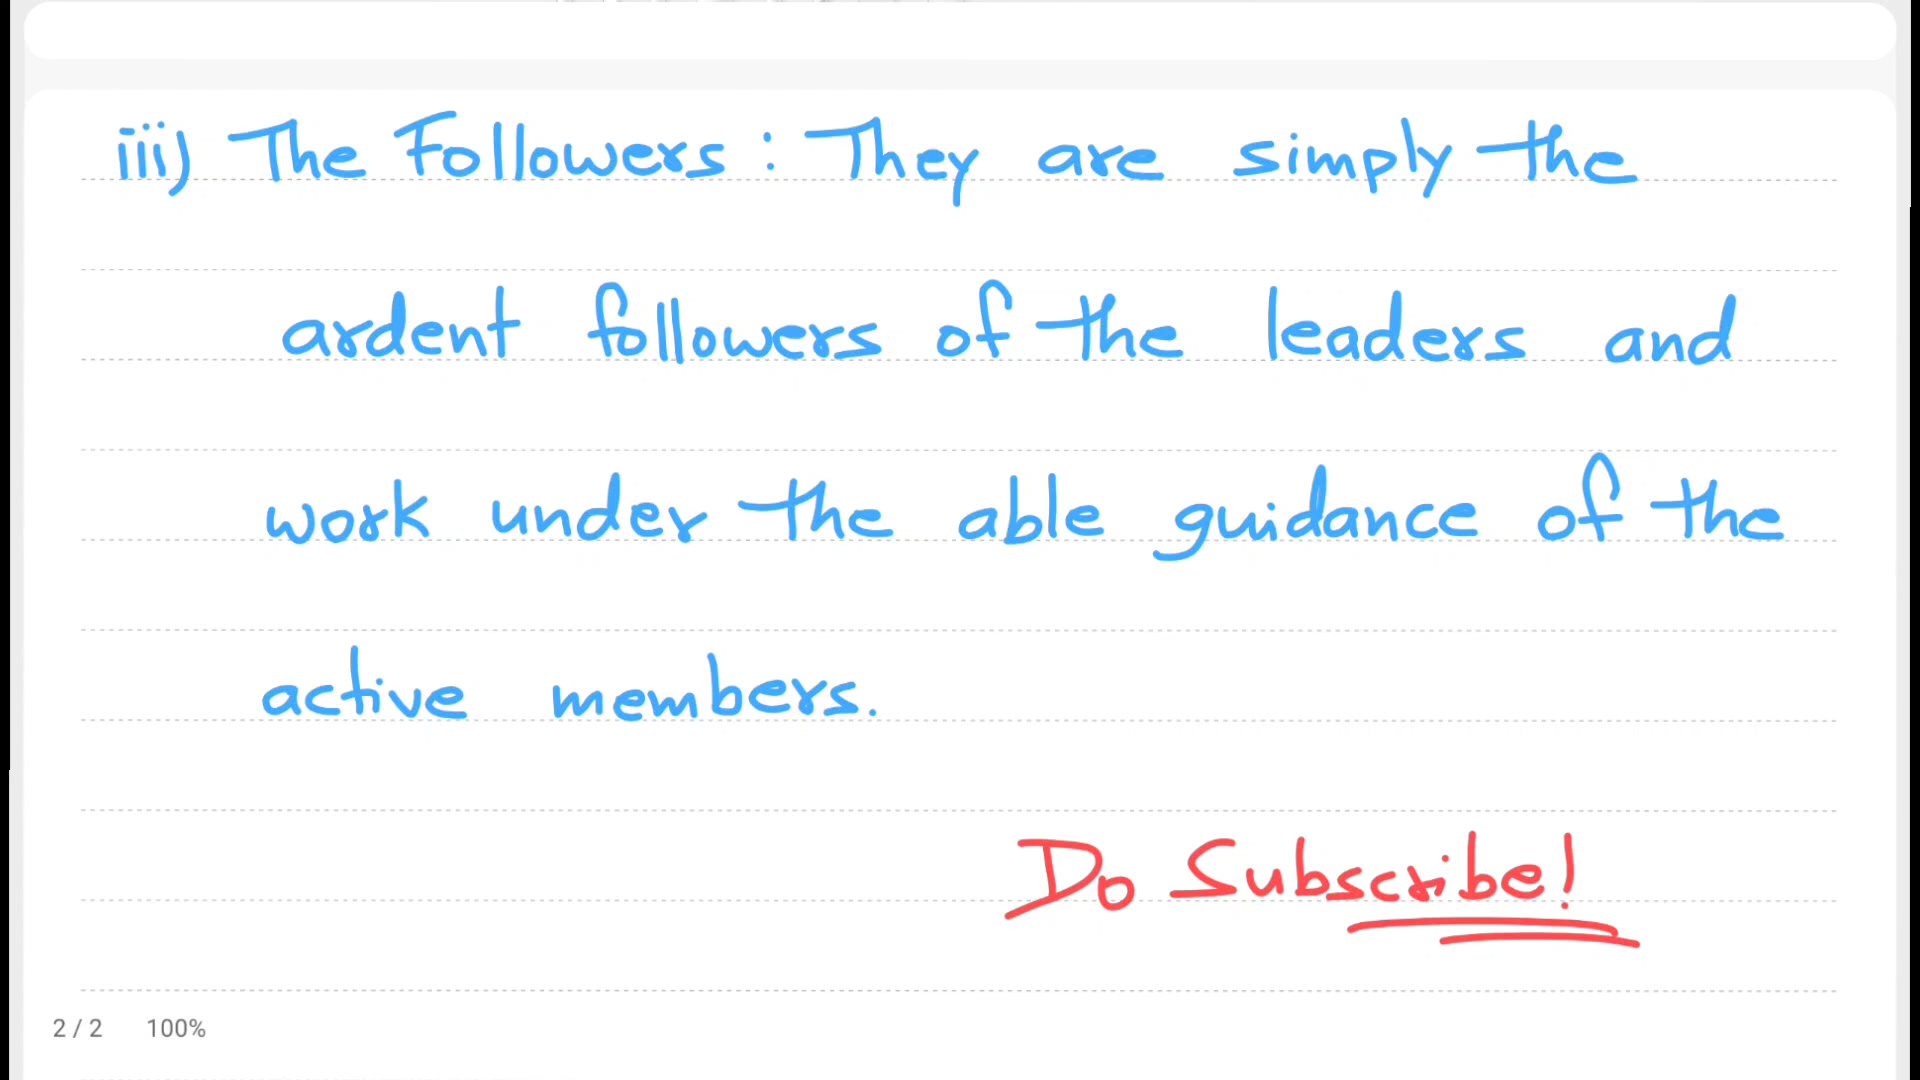 iii) The Followers : They are simply the
ardent followers of the leaders and
work under the able guidance of the
active members.
Do Subscribe!
2 / 2 100%